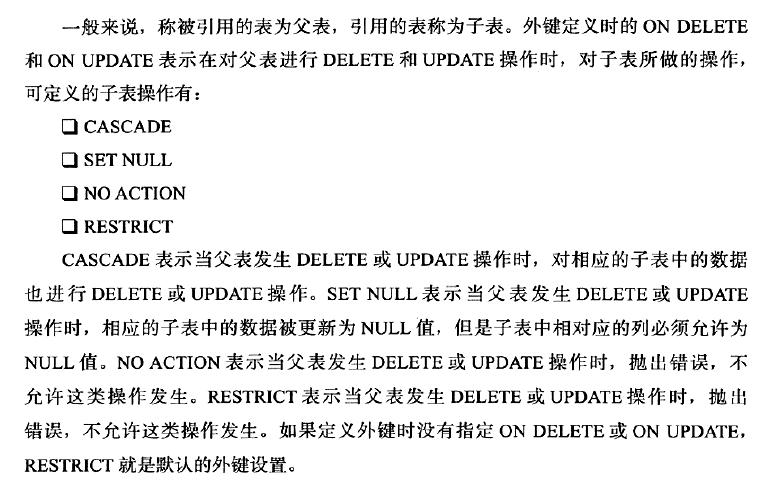 一般来说，称被引用的表为父表，引用的表称为子表。外键定义时的 ON DELETE
和 ON UPDATE 表示在对父表进行 DELETE 和 UPDATE 操作时，对子表所做的操作，
可定义的子表操作有：
❑ CASCADE
❑ SET NULL
❑ NO ACTION
❑ RESTRICT
CASCADE 表示当父表发生 DELETE 或 UPDATE 操作时，对相应的子表中的数据
也进行 DELETE 或 UPDATE 操作。SET NULL 表示当父表发生 DELETE 或 UPDATE
操作时，相应的子表中的数据被更新为 NULL 值，但是子表中相对应的列必须允许为
NULL 值。NO ACTION 表示当父表发生 DELETE 或 UPDATE 操作时，抛出错误，不
允许这类操作发生。RESTRICT 表示当父表发生 DELETE 或 UPDATE 操作时，抛出
错误，不允许这类操作发生。如果定义外键时没有指定 ON DELETE 或 ON UPDATE，
RESTRICT 就是默认的外键设置。